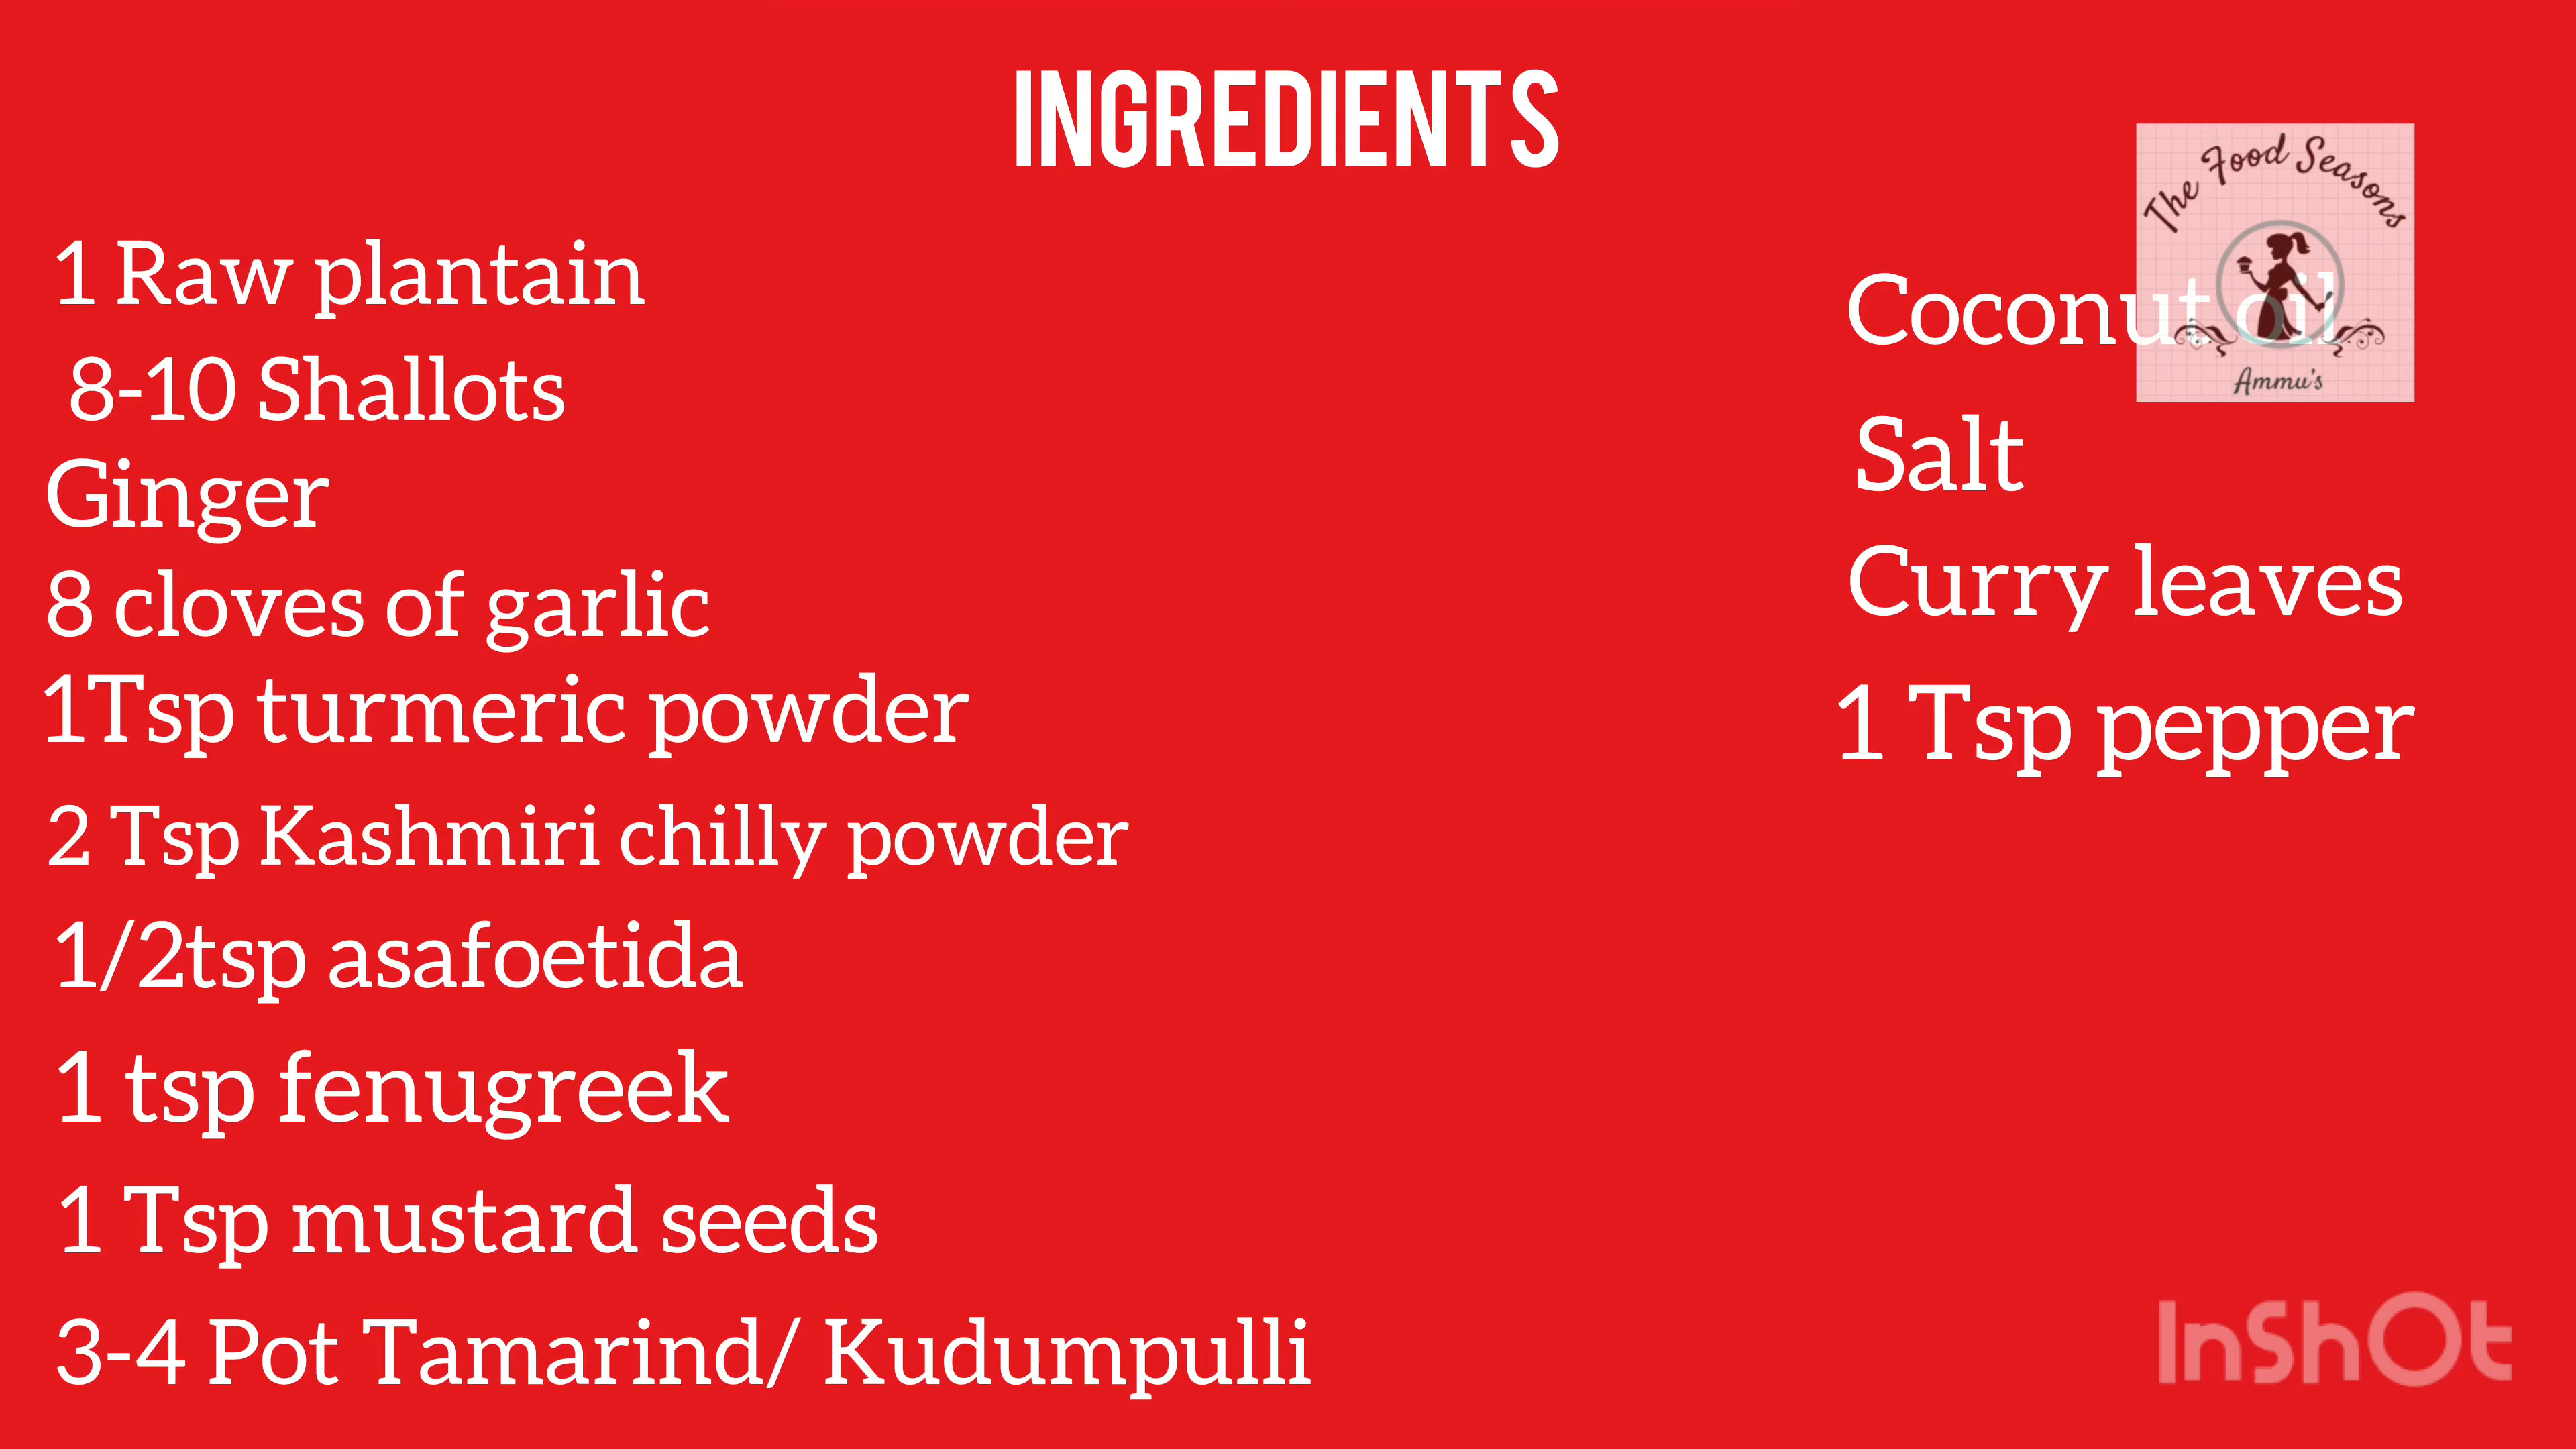 INGREDIENTS
1 Raw plantain
8-10 Shallots
Ginger
8 cloves of garlic
1Tsp turmeric powder
2 Tsp Kashmiri chilly powder
1/2tsp asafoetida
1 tsp fenugreek
1 Tsp mustard seeds
3-4 Pot Tamarind/ Kudumpulli
The Food Seasons
Ammu's
Coconut oil
Salt
Curry leaves
1 Tsp pepper
InShOt